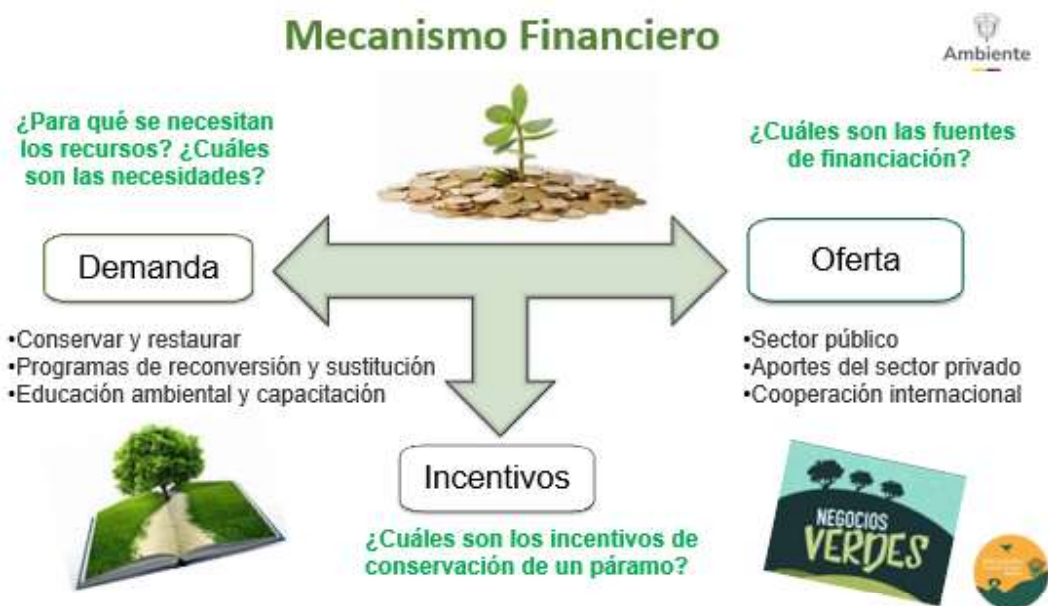 Mecanismo Financiero
Ambiente
¿Para qué se necesitan
los recursos? ¿Cuáles
son las necesidades?
¿Cuáles son las fuentes
de financiación?
Demanda
Oferta
•Conservar y restaurar
•Programas de reconversión y sustitución
•Educación ambiental y capacitación
•Sector público
•Aportes del sector privado
•Cooperación internacional
Incentivos
¿Cuáles son los incentivos de
conservación de un páramo?
NEGOCIOS
VERDES